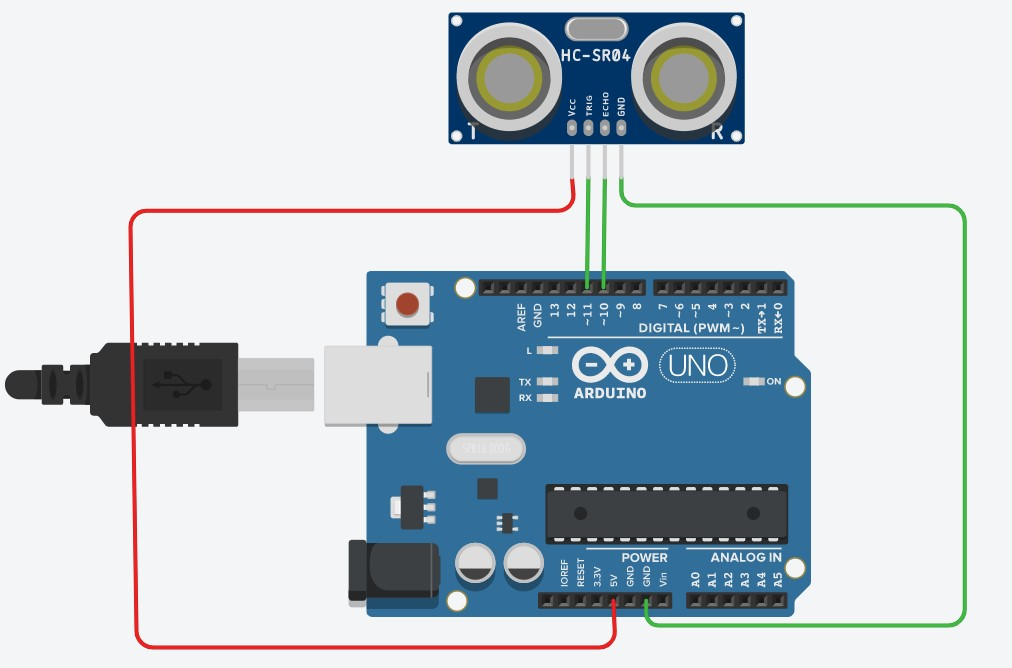 HC-SR04
Vcc
TRIG
ECHO
GND
T
R
AREF
GND
13
12
~11
~10
~9
8
7
~6
~5
4
~3
2
TX→1
RX←0
DIGITAL (PWM~)
L
TX
RX
ARDUINO
UNO
ON
POWER
ANALOG IN
IOREF
RESET
3.3V
5V
GND
GND
Vin
A0
A1
A2
A3
A4
A5